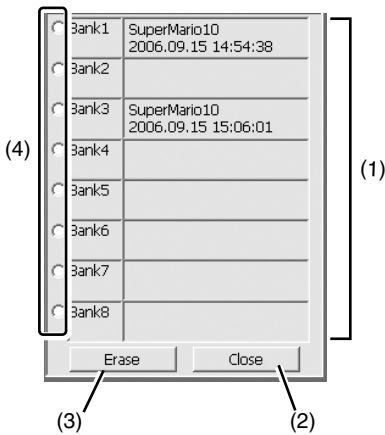 Bank1 SuperMario10
2006.09.15 14:54:38
Bank2
Bank3 SuperMario10
2006.09.15 15:06:01
(4)
Bank4
(1)
Bank5
Bank6
Bank7
Bank8
Erase Close
(3) (2)